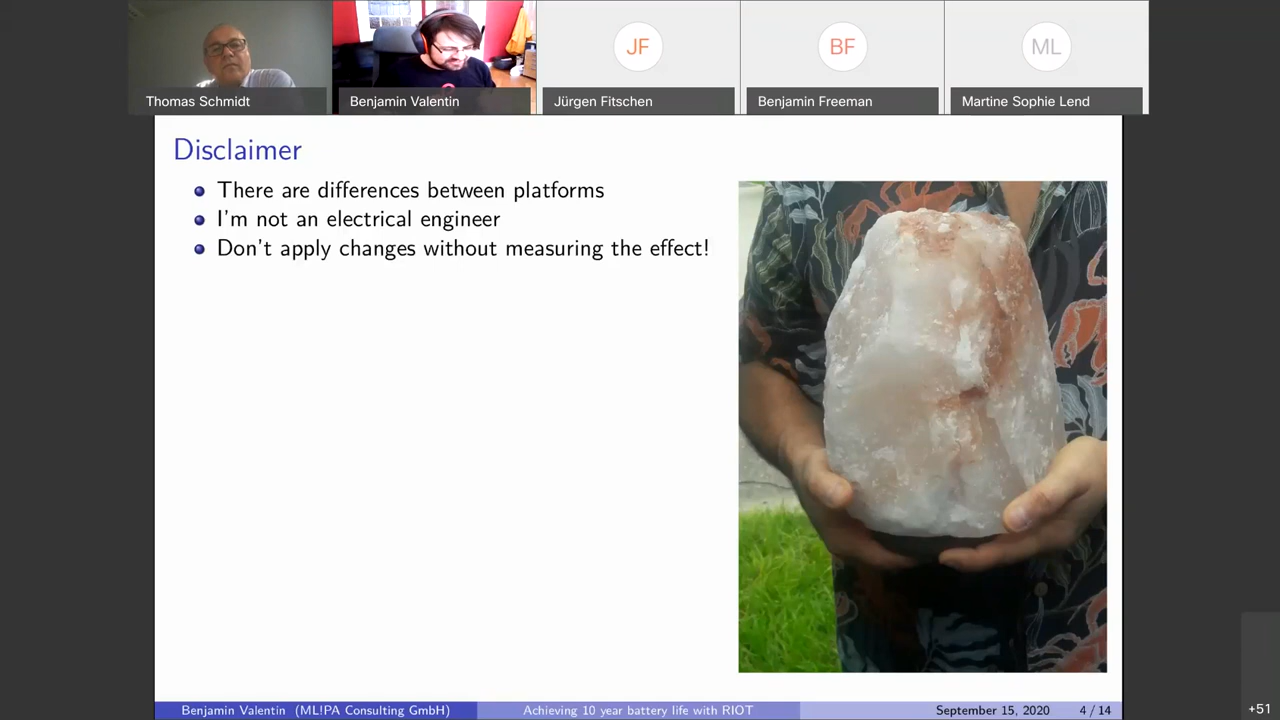 JF
BF
ML
Thomas Schmidt
Benjamin Valentin
Jürgen Fitschen
Benjamin Freeman
Martine Sophie Lend
Disclaimer
There are differences between platforms
I'm not an electrical engineer
Don't apply changes without measuring the effect!
Benjamin Valentin (ML!PA Consulting GmbH)
Achieving 10 year battery life with RIOT
September 15, 2020
4 / 14
+51